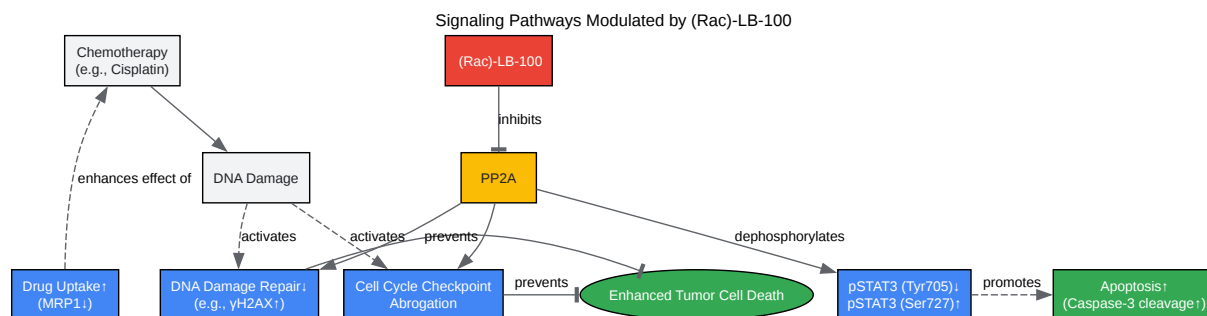 Signaling Pathways Modulated by (Rac)-LB-100
Chemotherapy
(e.g., Cisplatin)
(Rac)-LB-100
inhibits
enhances effect of
DNA Damage
PP2A
activates
activates
prevents
dephosphorylates
Drug Uptake↑
(MRP1↓)
DNA Damage Repair↓
(e.g., γH2AX↑)
Cell Cycle Checkpoint
Abrogation
prevents
Enhanced Tumor Cell Death
pSTAT3 (Tyr705)↓
pSTAT3 (Ser727)↑
promotes
Apoptosis↑
(Caspase-3 cleavage↑)